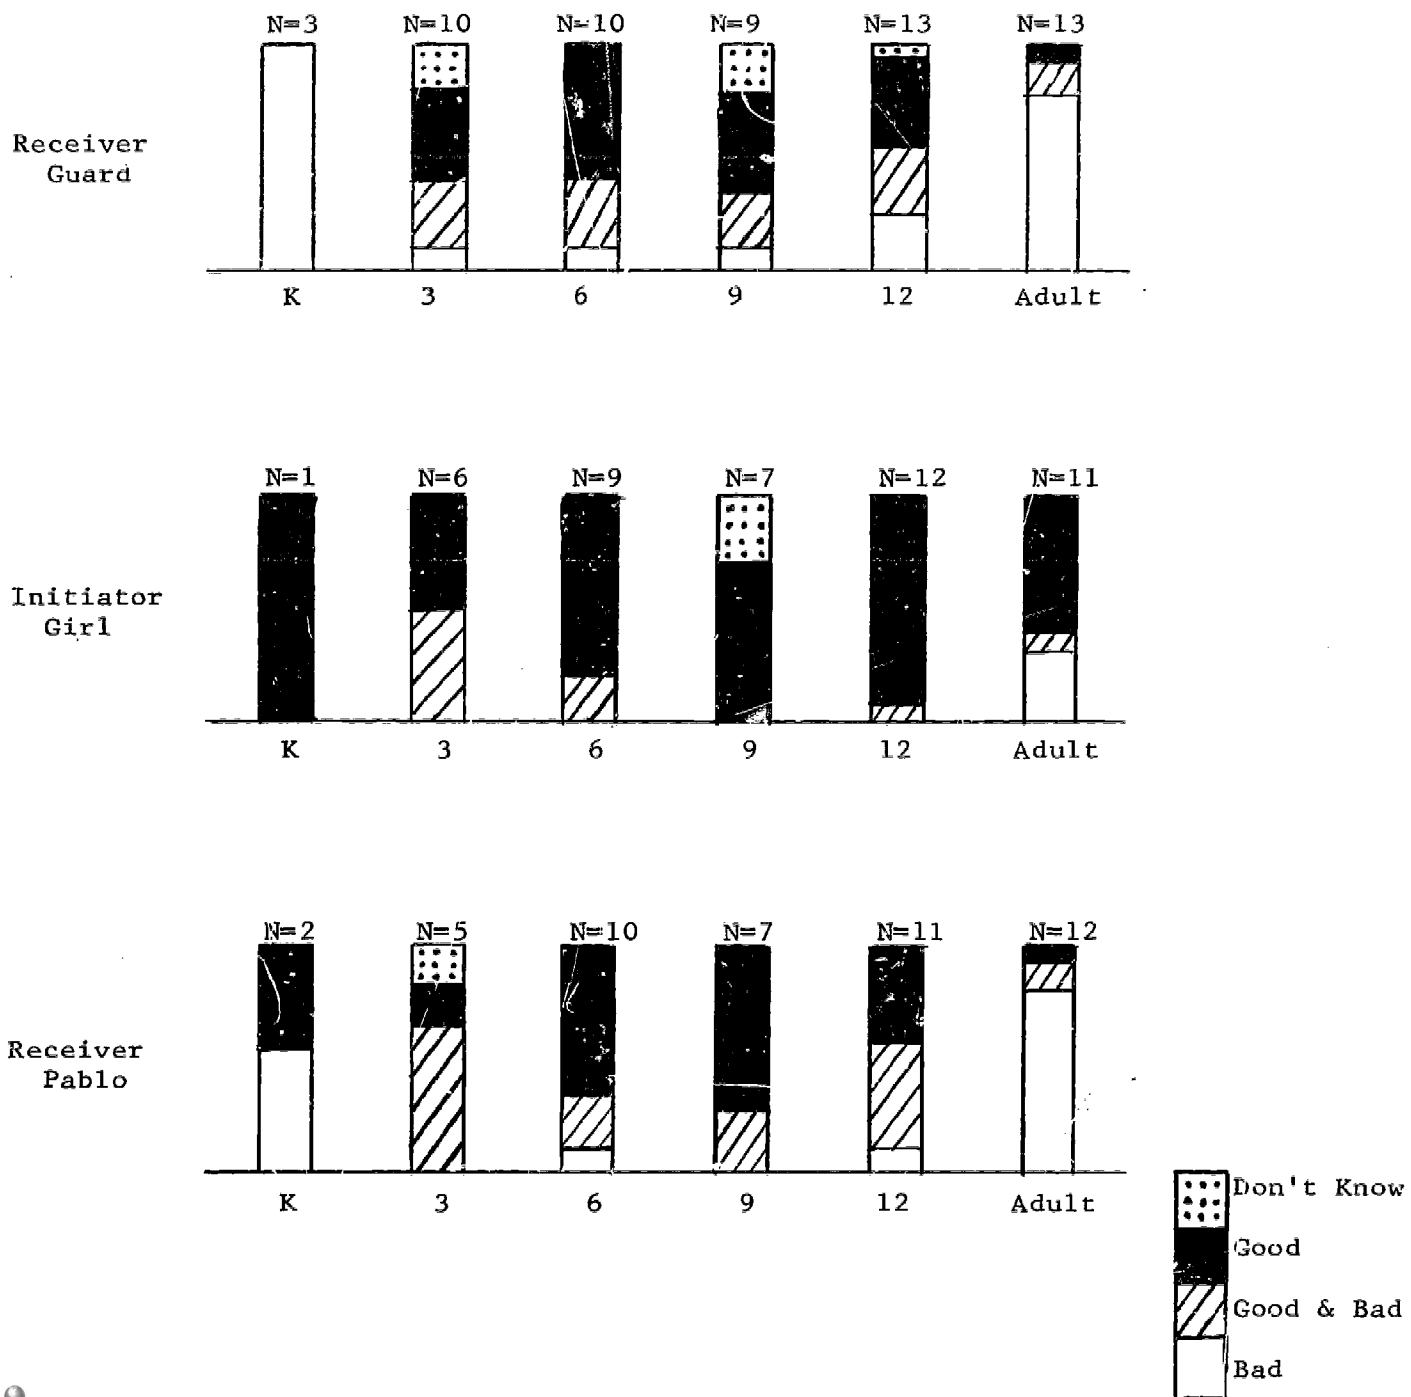 N=3 N=10 N=10 N=9 N=13 N=13
Receiver
Guard
K 3 6 9 12 Adult
N=1 N=6 N=9 N=7 N=12 N=11
Initiator
Girl
K 3 6 9 12 Adult
N=2 N=5 N=10 N=7 N=11 N=12
Receiver
Pablo
K 3 6 9 12 Adult
Don't Know
Good
Good & Bad
Bad